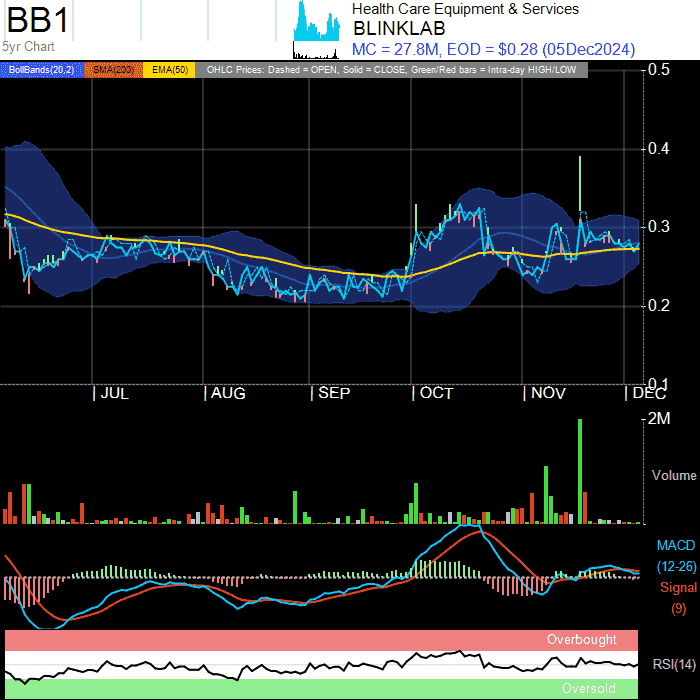 BB1
5yr Chart
Health Care Equipment & Services
BLINKLAB
MC = 27.8M, EOD = $0.28 (05Dec2024)
BollBands(20,2) SMA(200) EMA(50) OHLC Prices: Dashed = OPEN, Solid = CLOSE, Green/Red bars = Intra-day HIGH/LOW
0.5
0.4
0.3
0.2
0.1
| JUL | AUG | SEP | OCT | NOV | DEC
2M
Volume
MACD
(12-26)
Signal
(9)
Overbought
RSI(14)
Oversold